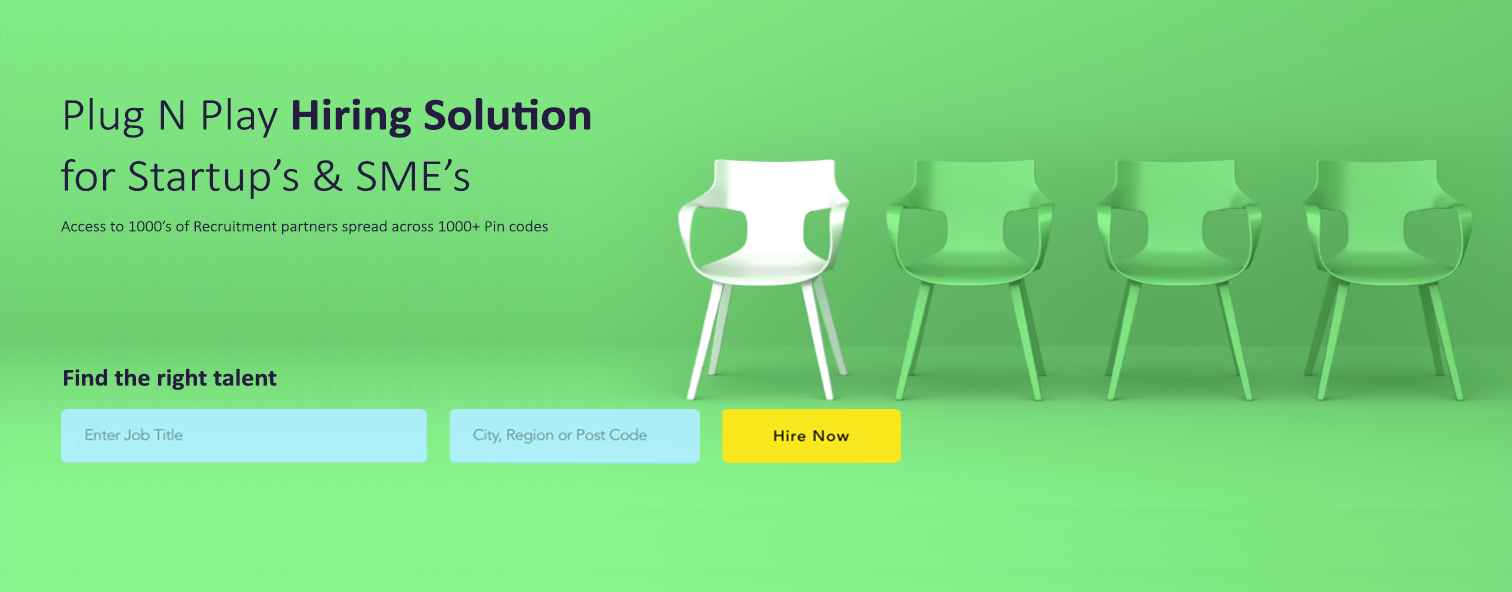 Plug N Play Hiring Solution
for Startup’s & SME’s
Access to 1000’s of Recruitment partners spread across 1000+ Pin codes
Find the right talent
Enter Job Title
City, Region or Post Code
Hire Now